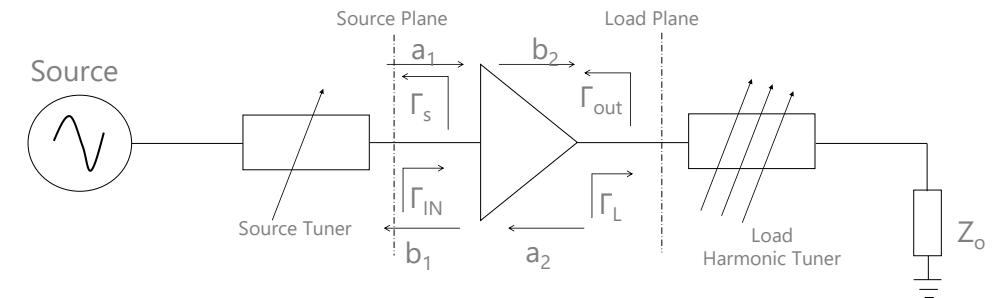 Source Plane
Load Plane
a1
b2
Source
Γs
Γout
ΓIN
ΓL
Source Tuner
Load
Harmonic Tuner
b1
a2
Zo